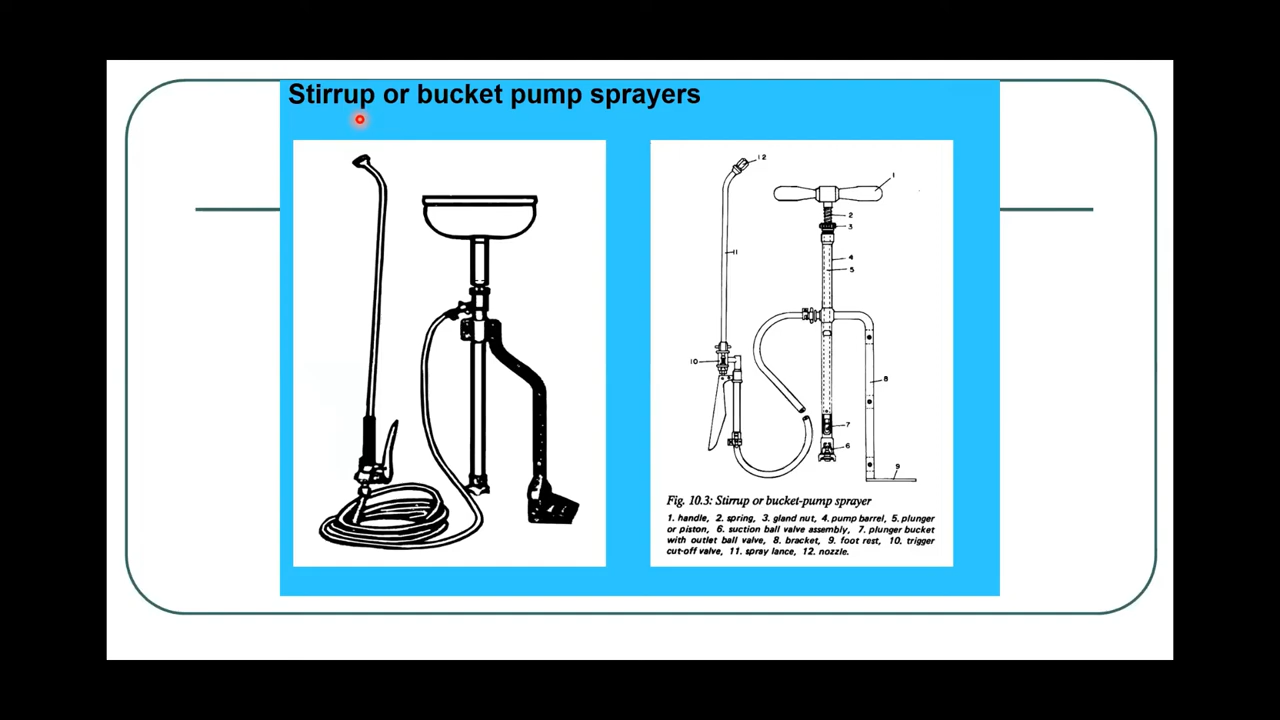 Stirrup or bucket pump sprayers
12
1
2
3
11
4
5
10
8
7
6
9
Fig. 10.3: Stirrup or bucket-pump sprayer
1. handle, 2. spring, 3. gland nut, 4. pump barrel, 5. plunger
or piston, 6. suction ball valve assembly, 7. plunger bucket
with outlet ball valve, 8. bracket, 9. foot rest, 10. trigger
cut-off valve, 11. spray lance, 12. nozzle.